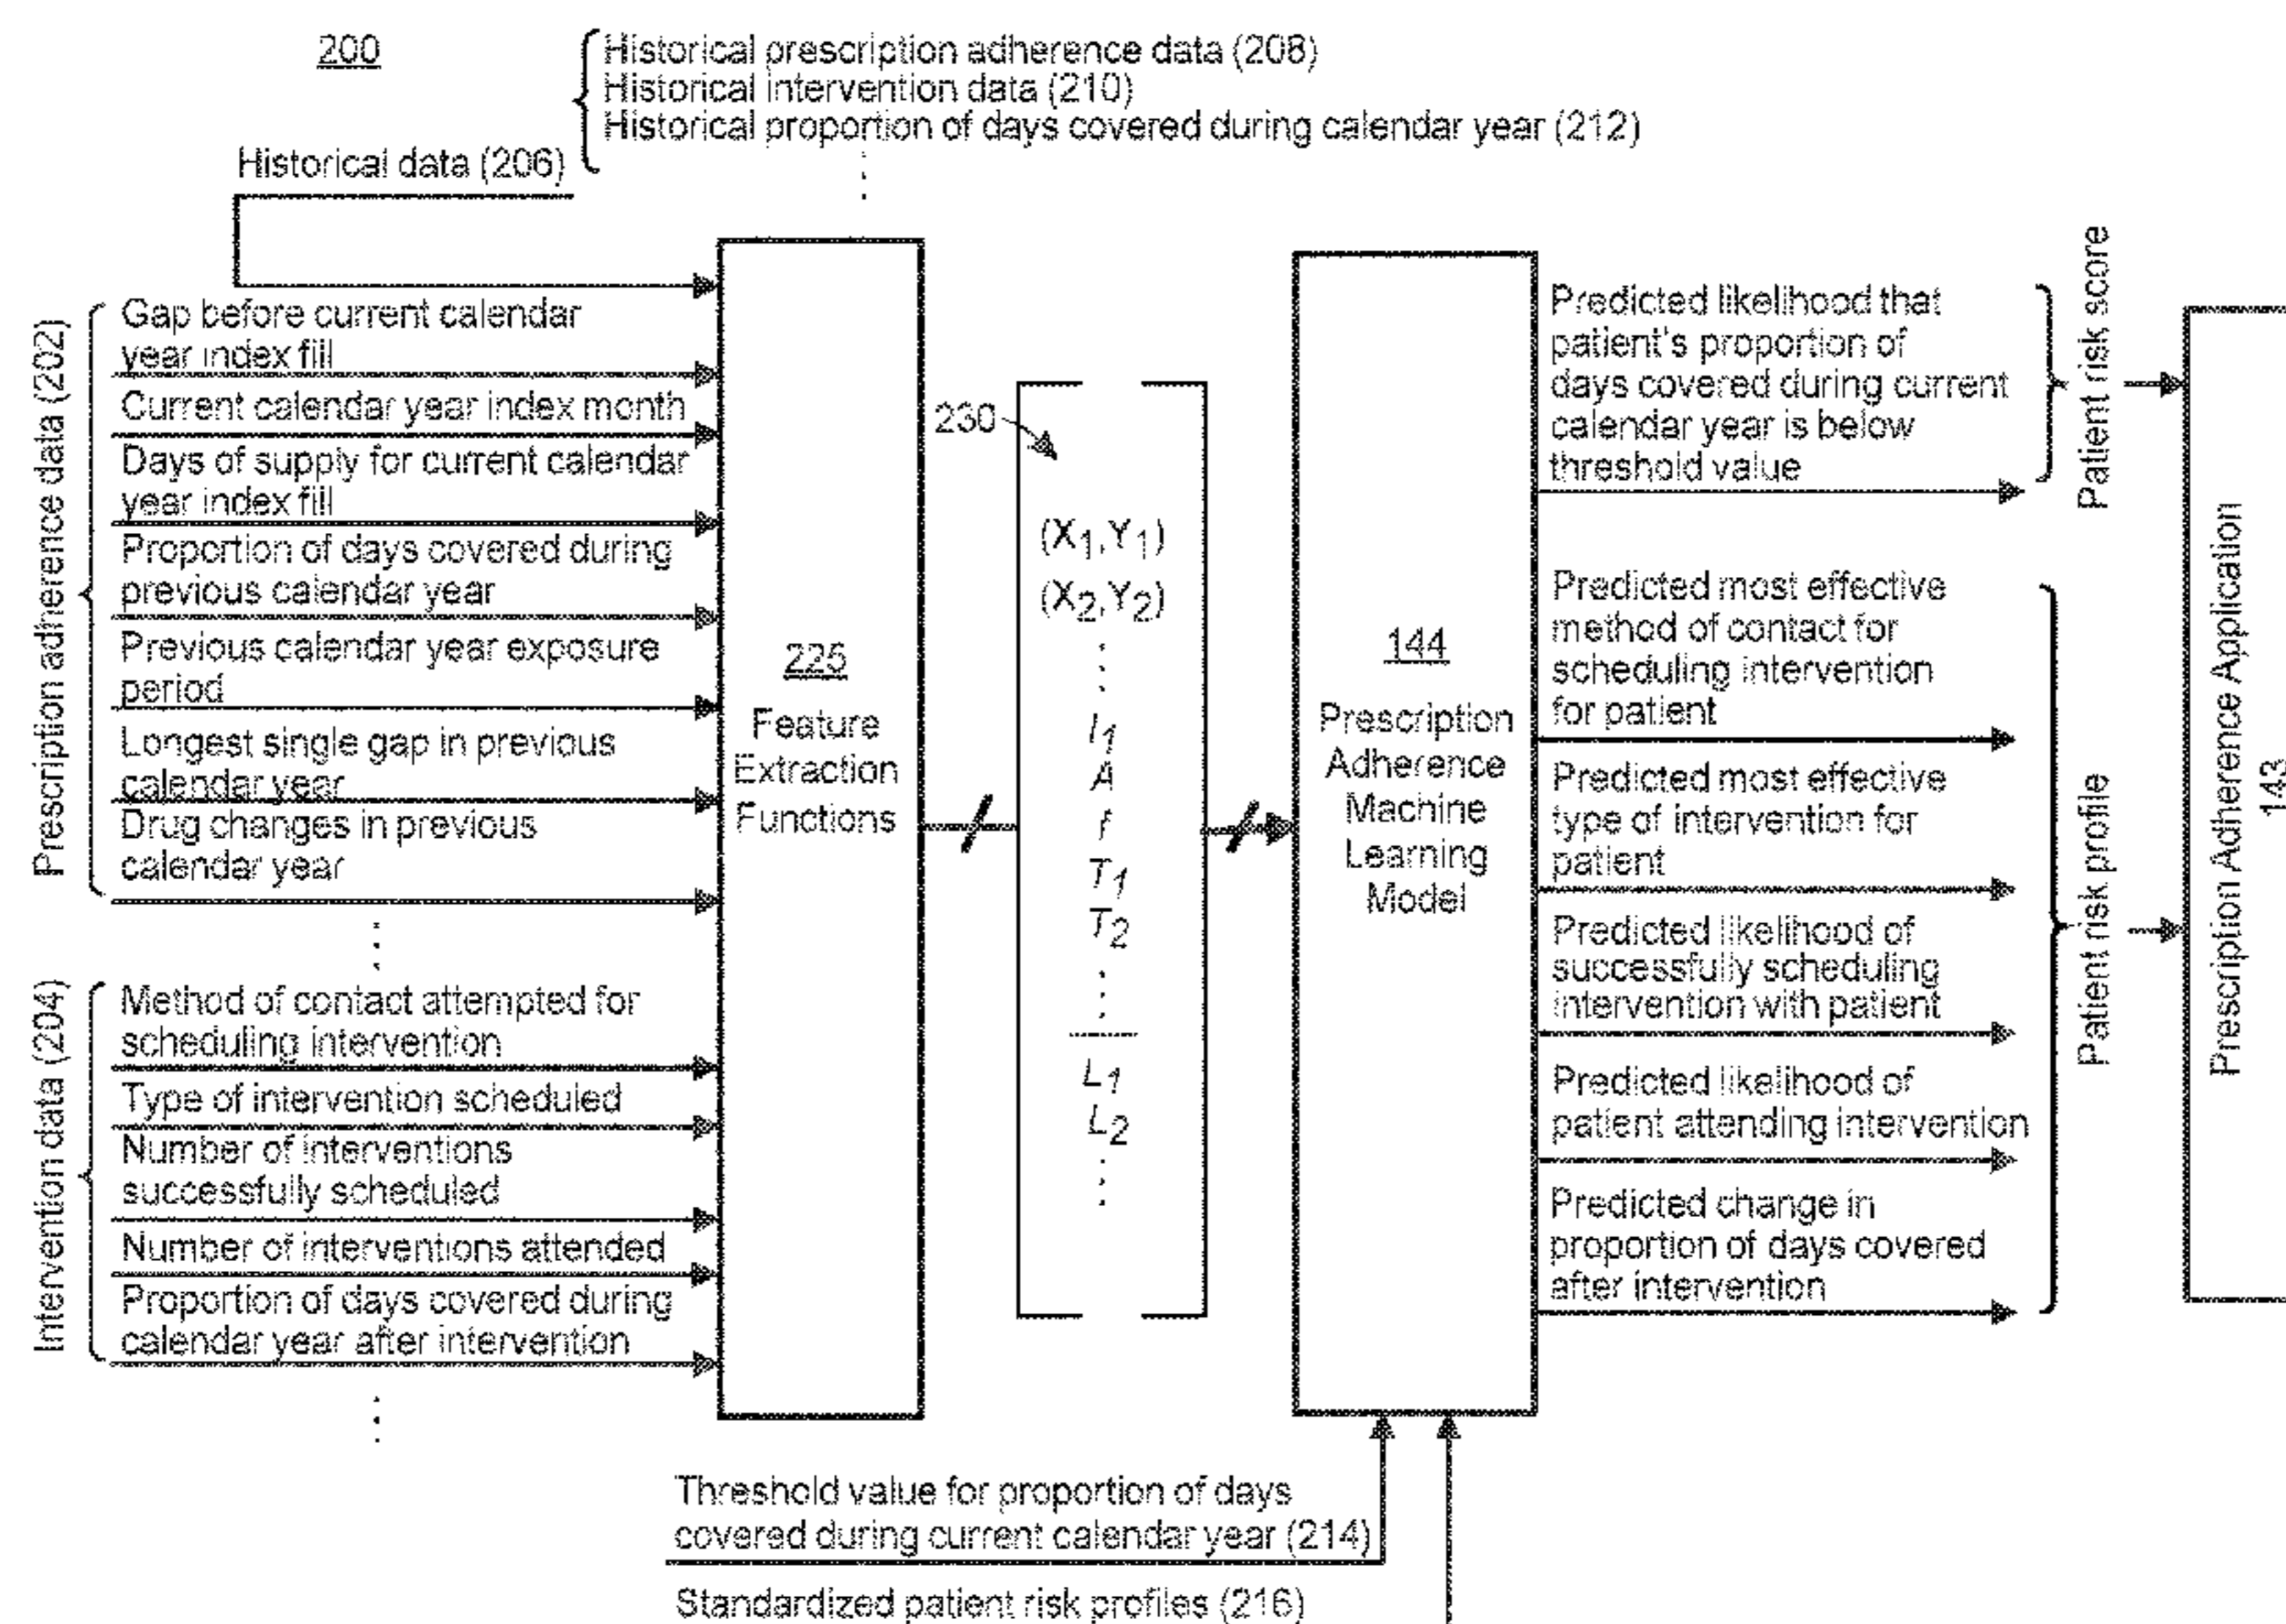 200
Historical prescription adherence data (208)
Historical intervention data (210)
Historical proportion of days covered during calendar year (212)
Historical data (206)
Prescription adherence data (202)
Gap before current calendar
year index fill
Current calendar year index month
Days of supply for current calendar
year index fill
Proportion of days covered during
previous calendar year
Previous calendar year exposure
period
Longest single gap in previous
calendar year
Drug changes in previous
calendar year
Intervention data (204)
Method of contact attempted for
scheduling intervention
Type of intervention scheduled
Number of interventions
successfully scheduled
Number of interventions attended
Proportion of days covered during
calendar year after intervention
225
Feature
Extraction
Functions
230
(X1,Y1)
(X2,Y2)
I1
A
f
T1
T2
L1
L2
144
Prescription
Adherence
Machine
Learning
Model
Threshold value for proportion of days
covered during current calendar year (214)
Standardized patient risk profiles (216)
Predicted likelihood that
patient's proportion of
days covered during current
calendar year is below
threshold value
Predicted most effective
method of contact for
scheduling intervention
for patient
Predicted most effective
type of intervention for
patient
Predicted likelihood of
successfully scheduling
intervention with patient
Predicted likelihood of
patient attending intervention
Predicted change in
proportion of days covered
after intervention
Patient risk score
Patient risk profile
Prescription Adherence Application
143